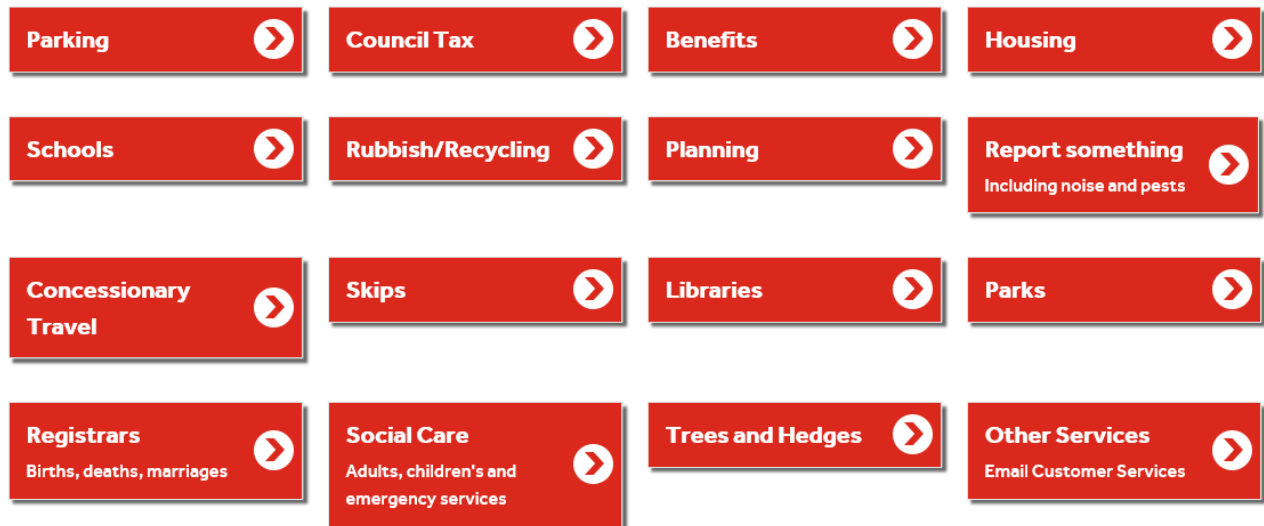 Parking
Council Tax
Benefits
Housing
Schools
Rubbish/Recycling
Planning
Report something
Including noise and pests
Concessionary
Travel
Skips
Libraries
Parks
Registrars
Births, deaths, marriages
Social Care
Adults, children's and
emergency services
Trees and Hedges
Other Services
Email Customer Services